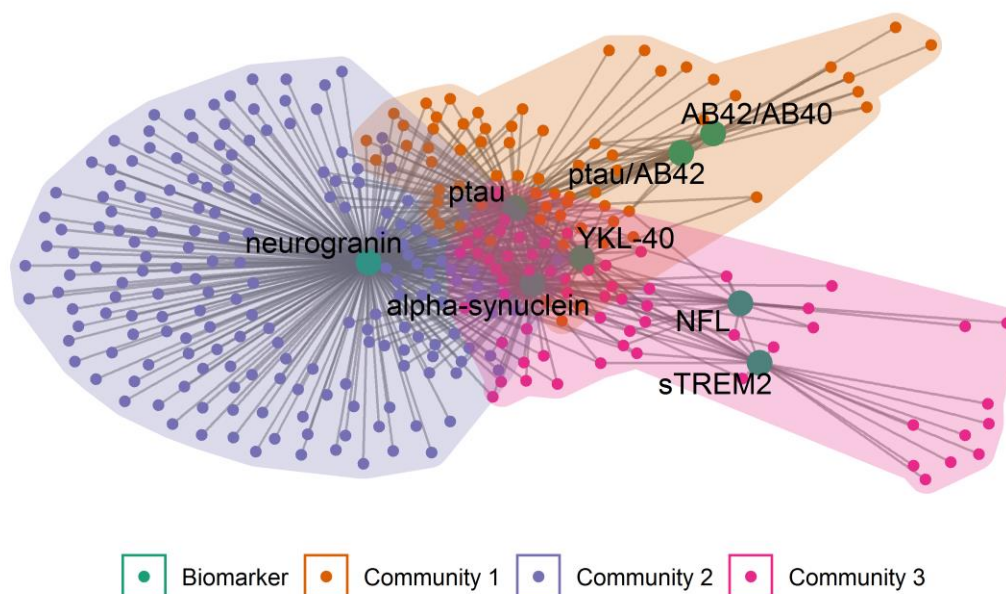 AB42/AB40
ptau/AB42
ptau
YKL-40
neurogranin
alpha-synuclein
NFL
sTREM2
Biomarker
Community 1
Community 2
Community 3